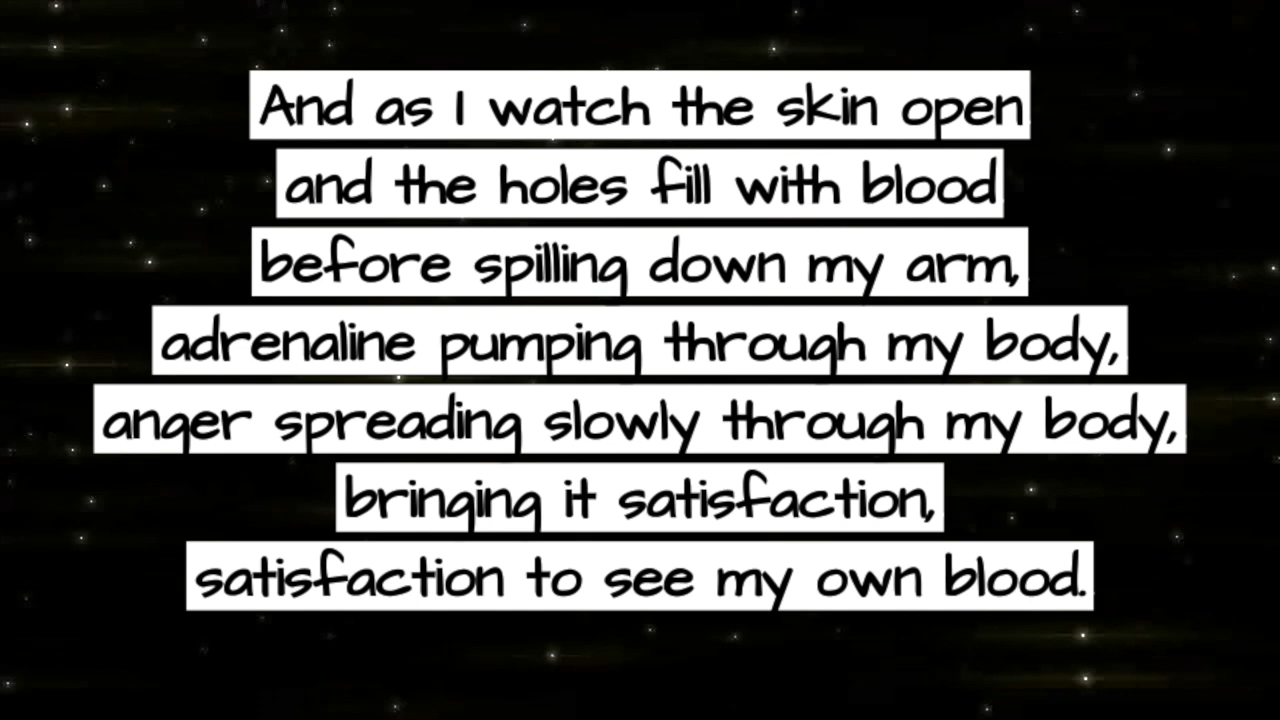 And as I watch the skin open
and the holes fill with blood
before spilling down my arm,
adrenaline pumping through my body,
anger spreading slowly through my body,
bringing it satisfaction,
satisfaction to see my own blood.